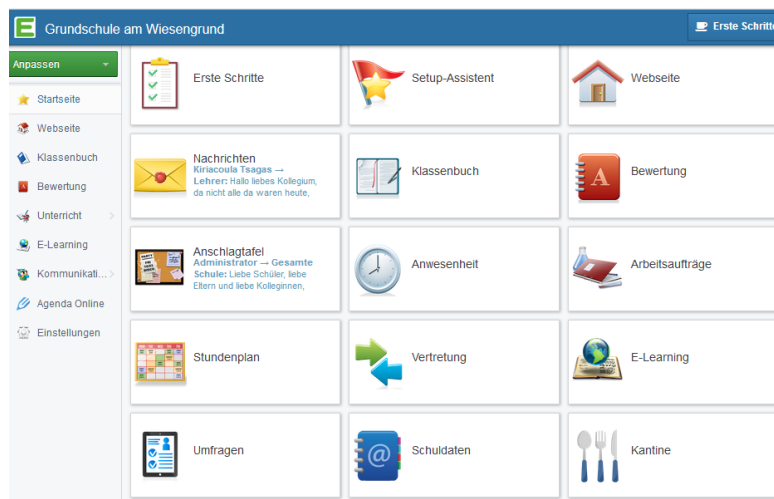 E Grundschule am Wiesengrund
Erste Schritte
Anpassen
Startseite
Webseite
Klassenbuch
Bewertung
Unterricht
E-Learning
Kommunikati...
Agenda Online
Einstellungen
Erste Schritte
Setup-Assistent
Webseite
Nachrichten
Kiriacoula Tsagas →
Lehrer: Hallo liebes Kollegium,
da nicht alle da waren heute,
Klassenbuch
A
Bewertung
Anschlagtafel
Administrator → Gesamte
Schule: Liebe Schüler, liebe
Eltern und liebe Kolleginnen,
Anwesenheit
Arbeitsaufträge
Stundenplan
Vertretung
E-Learning
Umfragen
@
Schuldaten
Kantine